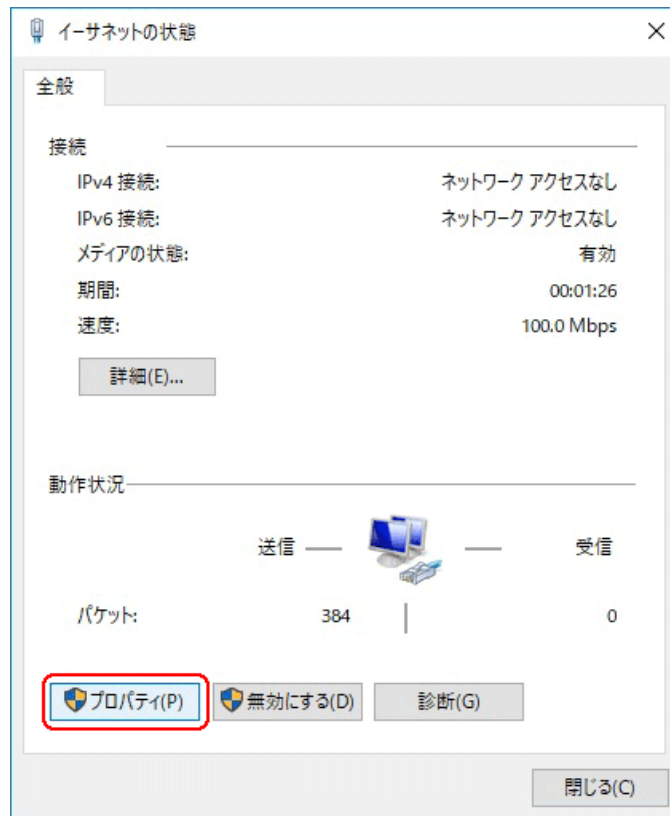 イーサネットの状態
全般
接続
IPv4 接続: ネットワーク アクセスなし
IPv6 接続: ネットワーク アクセスなし
メディアの状態: 有効
期間: 00:01:26
速度: 100.0 Mbps
詳細(E)...
動作状況
送信 受信
パケット: 384 0
プロパティ(P) 無効にする(D) 診断(G)
閉じる(C)